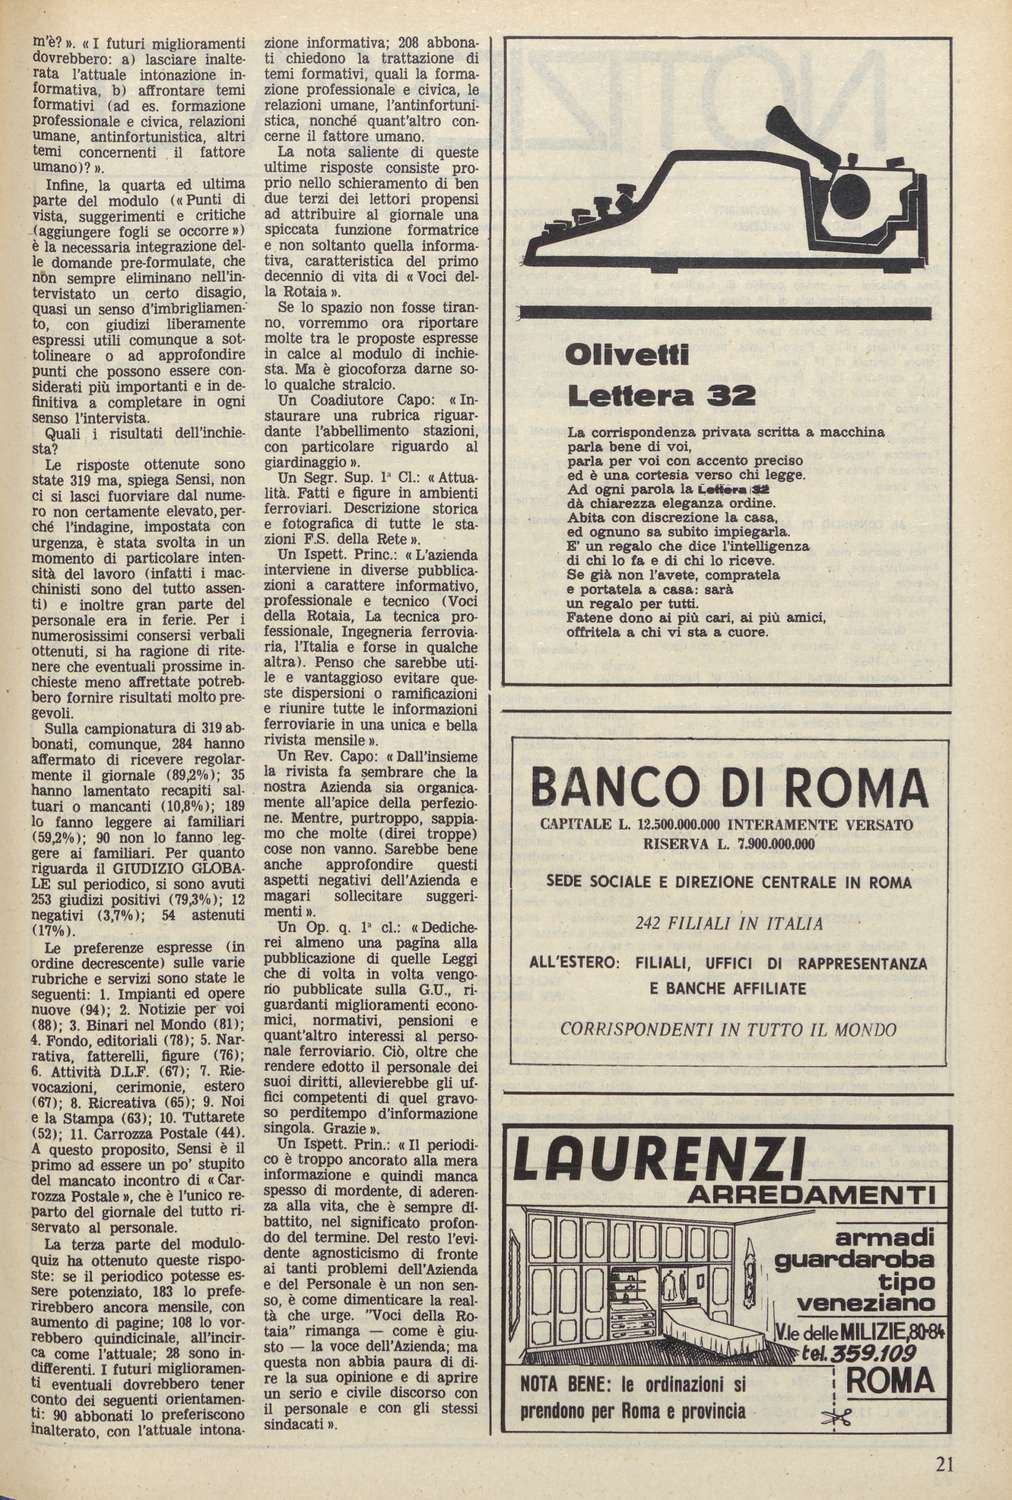 m'è? ». « I futuri miglioramenti
dovrebbero: a) lasciare inalte-
rata l'attuale intonazione in-
formativa, b) affrontare temi
formativi (ad es. formazione
professionale e civica, relazioni
umane, antinfortunistica, altri
temi concernenti il fattore
umano)? ».
Infine, la quarta ed ultima
parte del modulo (« Punti di
vista, suggerimenti e critiche
(aggiungere fogli se occorre »)
è la necessaria integrazione del-
le domande pre-formulate, che
non sempre eliminano nell'in-
tervistato un certo disagio,
quasi un senso d'imbrigliamen-
to, con giudizi liberamente
espressi utili comunque a sot-
tolineare o ad approfondire
punti che possono essere con-
siderati più importanti e in de-
finitiva a completare in ogni
senso l'intervista.
Quali i risultati dell'inchie-
sta?
Le risposte ottenute sono
state 319 ma, spiega Sensi, non
ci si lasci fuorviare dal nume-
ro non certamente elevato, per-
ché l'indagine, impostata con
urgenza, è stata svolta in un
momento di particolare inten-
sità del lavoro (infatti i mac-
chinisti sono del tutto assen-
ti) e inoltre gran parte del
personale era in ferie. Per i
numerosissimi consersi verbali
ottenuti, si ha ragione di rite-
nere che eventuali prossime in-
chieste meno affrettate potreb-
bero fornire risultati molto pre-
gevoli.
Sulla campionatura di 319 ab-
bonati, comunque, 284 hanno
affermato di ricevere regolar-
mente il giornale (89,2%); 35
hanno lamentato recapiti sal-
tuari o mancanti (10,8%); 189
lo fanno leggere ai familiari
(59,2%); 90 non lo fanno leg-
gere ai familiari. Per quanto
riguarda il GIUDIZIO GLOBA-
LE sul periodico, si sono avuti
253 giudizi positivi (79,3%); 12
negativi (3,7%); 54 astenuti
(17%).
Le preferenze espresse (in
ordine decrescente) sulle varie
rubriche e servizi sono state le
seguenti: 1. Impianti ed opere
nuove (94); 2. Notizie per voi
(88); 3. Binari nel Mondo (81);
4. Fondo, editoriali (78); 5. Nar-
rativa, fatterelli, figure (76);
6. Attività D.L.F. (67); 7. Rie-
vocazioni, cerimonie, estero
(67); 8. Ricreativa (65); 9. Noi
e la Stampa (63); 10. Tuttarete
(52); 11. Carrozza Postale (44).
A questo proposito, Sensi è il
primo ad essere un po' stupito
del mancato incontro di « Car-
rozza Postale », che è l'unico re-
parto del giornale del tutto ri-
servato al personale.
La terza parte del modulo-
quiz ha ottenuto queste rispo-
ste: se il periodico potesse es-
sere potenziato, 183 lo prefe-
rirebbero ancora mensile, con
aumento di pagine; 108 lo vor-
rebbero quindicinale, all'incir-
ca come l'attuale; 28 sono in-
differenti. I futuri miglioramen-
ti eventuali dovrebbero tener
conto dei seguenti orientamen-
ti: 90 abbonati lo preferiscono
inalterato, con l'attuale intona-
zione informativa; 208 abbona-
ti chiedono la trattazione di
temi formativi, quali la forma-
zione professionale e civica, le
relazioni umane, l'antinfortuni-
stica, nonché quant'altro con-
cerne il fattore umano.
La nota saliente di queste
ultime risposte consiste pro-
prio nello schieramento di ben
due terzi dei lettori propensi
ad attribuire al giornale una
spiccata funzione formatrice
e non soltanto quella informa-
tiva, caratteristica del primo
decennio di vita di « Voci del-
la Rotaia ».
Se lo spazio non fosse tiran-
no, vorremmo ora riportare
molte tra le proposte espresse
in calce al modulo di inchie-
sta. Ma è giocoforza darne so-
lo qualche stralcio.
Un Coadiutore Capo: « In-
staurare una rubrica riguar-
dante l'abbellimento stazioni,
con particolare riguardo al
giardinaggio ».
Un Segr. Sup. 1ª Cl.: « Attua-
lità. Fatti e figure in ambienti
ferroviari. Descrizione storica
e fotografica di tutte le sta-
zioni F.S. della Rete ».
Un Ispett. Princ.: « L'azienda
interviene in diverse pubblica-
zioni a carattere informativo,
professionale e tecnico (Voci
della Rotaia, La tecnica pro-
fessionale, Ingegneria ferrovia-
ria, l'Italia e forse in qualche
altra). Penso che sarebbe uti-
le e vantaggioso evitare que-
ste dispersioni o ramificazioni
e riunire tutte le informazioni
ferroviarie in una unica e bella
rivista mensile ».
Un Rev. Capo: « Dall'insieme
la rivista fa sembrare che la
nostra Azienda sia organica-
mente all'apice della perfezio-
ne. Mentre, purtroppo, sappia-
mo che molte (direi troppe)
cose non vanno. Sarebbe bene
anche approfondire questi
aspetti negativi dell'Azienda e
magari sollecitare suggeri-
menti ».
Un Op. q. 1ª cl.: « Dediche-
rei almeno una pagina alla
pubblicazione di quelle Leggi
che di volta in volta vengo-
no pubblicate sulla G.U., ri-
guardanti miglioramenti econo-
mici, normativi, pensioni e
quant'altro interessi al perso-
nale ferroviario. Ciò, oltre che
rendere edotto il personale dei
suoi diritti, allevierebbe gli uf-
fici competenti di quel gravo-
so perditempo d'informazione
singola. Grazie ».
Un Ispett. Prin.: « Il periodi-
co è troppo ancorato alla mera
informazione e quindi manca
spesso di mordente, di aderen-
za alla vita, che è sempre di-
battito, nel significato profon-
do del termine. Del resto l'evi-
dente agnosticismo di fronte
ai tanti problemi dell'Azienda
e del Personale è un non sen-
so, è come dimenticare la real-
tà che urge. "Voci della Ro-
taia" rimanga — come è giu-
sto — la voce dell'Azienda; ma
questa non abbia paura di di-
re la sua opinione e di aprire
un serio e civile discorso con
il personale e con gli stessi
sindacati ».
Olivetti
Lettera 32
La corrispondenza privata scritta a macchina
parla bene di voi,
parla per voi con accento preciso
ed è una cortesia verso chi legge.
Ad ogni parola la Lettera 32
dà chiarezza eleganza ordine.
Abita con discrezione la casa,
ed ognuno sa subito impiegarla.
E' un regalo che dice l'intelligenza
di chi lo fa e di chi lo riceve.
Se già non l'avete, compratela
e portatela a casa: sarà
un regalo per tutti.
Fatene dono ai più cari, ai più amici,
offritela a chi vi sta a cuore.
BANCO DI ROMA
CAPITALE L. 12.500.000.000 INTERAMENTE VERSATO
RISERVA L. 7.900.000.000
SEDE SOCIALE E DIREZIONE CENTRALE IN ROMA
242 FILIALI IN ITALIA
ALL'ESTERO: FILIALI, UFFICI DI RAPPRESENTANZA
E BANCHE AFFILIATE
CORRISPONDENTI IN TUTTO IL MONDO
LAURENZI
ARREDAMENTI
armadi
guardaroba
tipo
veneziano
V.le delle MILIZIE, 80-84
tel. 359.109
ROMA
NOTA BENE: le ordinazioni si
prendono per Roma e provincia
21